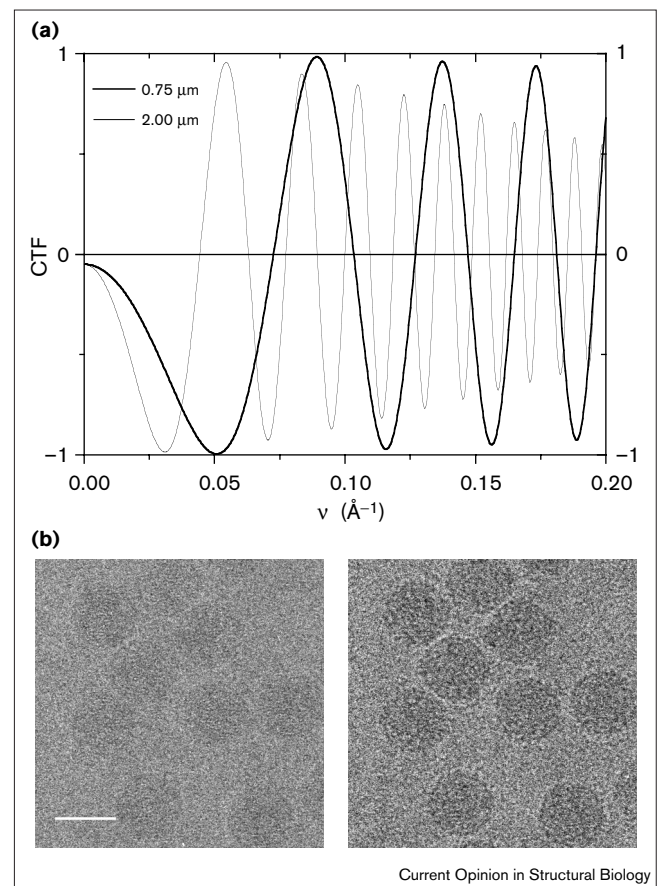 (a)
1
1
0.75 µm
2.00 µm
CTF
0
0
−1
−1
0.00
0.05
0.10
0.15
0.20
ν (Å−1)
(b)
Current Opinion in Structural Biology